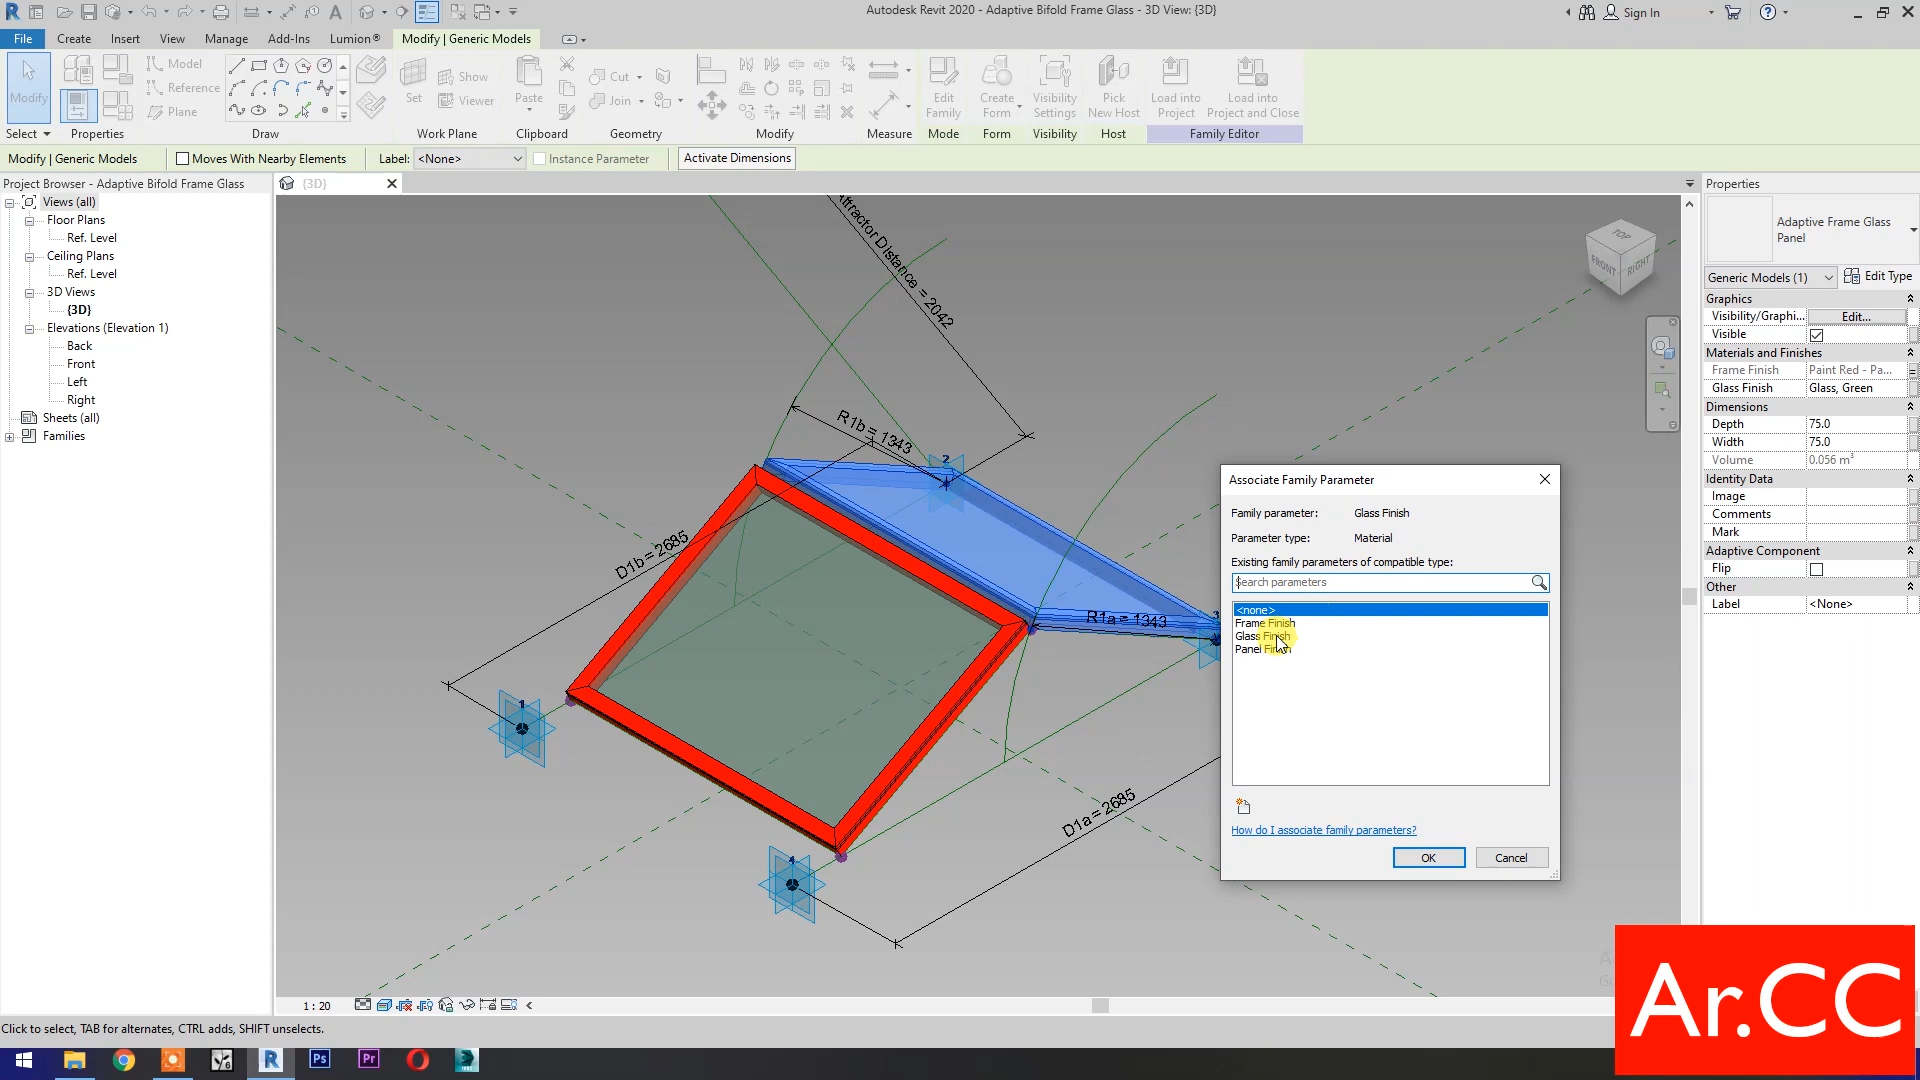 Autodesk Revit 2020 - Adaptive Bifold Frame Glass - 3D View: {3D}
Sign In
File Create Insert View Manage Add-Ins Lumion® Modify | Generic Models
Modify
Model
Reference
Plane
Set
Show
Viewer
Paste
Cut
Join
Edit Family
Create Form
Visibility Settings
Pick New Host
Load into Project
Load into Project and Close
Select Properties Draw Work Plane Clipboard Geometry Modify Measure Mode Form Visibility Host Family Editor
Modify | Generic Models Moves With Nearby Elements Label: <None> Instance Parameter Activate Dimensions
Project Browser - Adaptive Bifold Frame Glass
Views (all)
Floor Plans
Ref. Level
Ceiling Plans
Ref. Level
3D Views
{3D}
Elevations (Elevation 1)
Back
Front
Left
Right
Sheets (all)
Families
{3D}
ttractor Distance = 2042
R1b = 1343
D1b = 2685
R1a = 1343
D1a = 2685
1
2
3
4
TOP
FRONT
RIGHT
Associate Family Parameter
Family parameter: Glass Finish
Parameter type: Material
Existing family parameters of compatible type:
Search parameters
<none>
Frame Finish
Glass Finish
Panel Finish
How do I associate family parameters?
OK Cancel
Properties
Adaptive Frame Glass
Panel
Generic Models (1) Edit Type
Graphics
Visibility/Graphi... Edit...
Visible
Materials and Finishes
Frame Finish Paint Red - Pa...
Glass Finish Glass, Green
Dimensions
Depth 75.0
Width 75.0
Volume 0.056 m³
Identity Data
Image
Comments
Mark
Adaptive Component
Flip
Other
Label <None>
1 : 20
Click to select, TAB for alternates, CTRL adds, SHIFT unselects.
Ar.CC